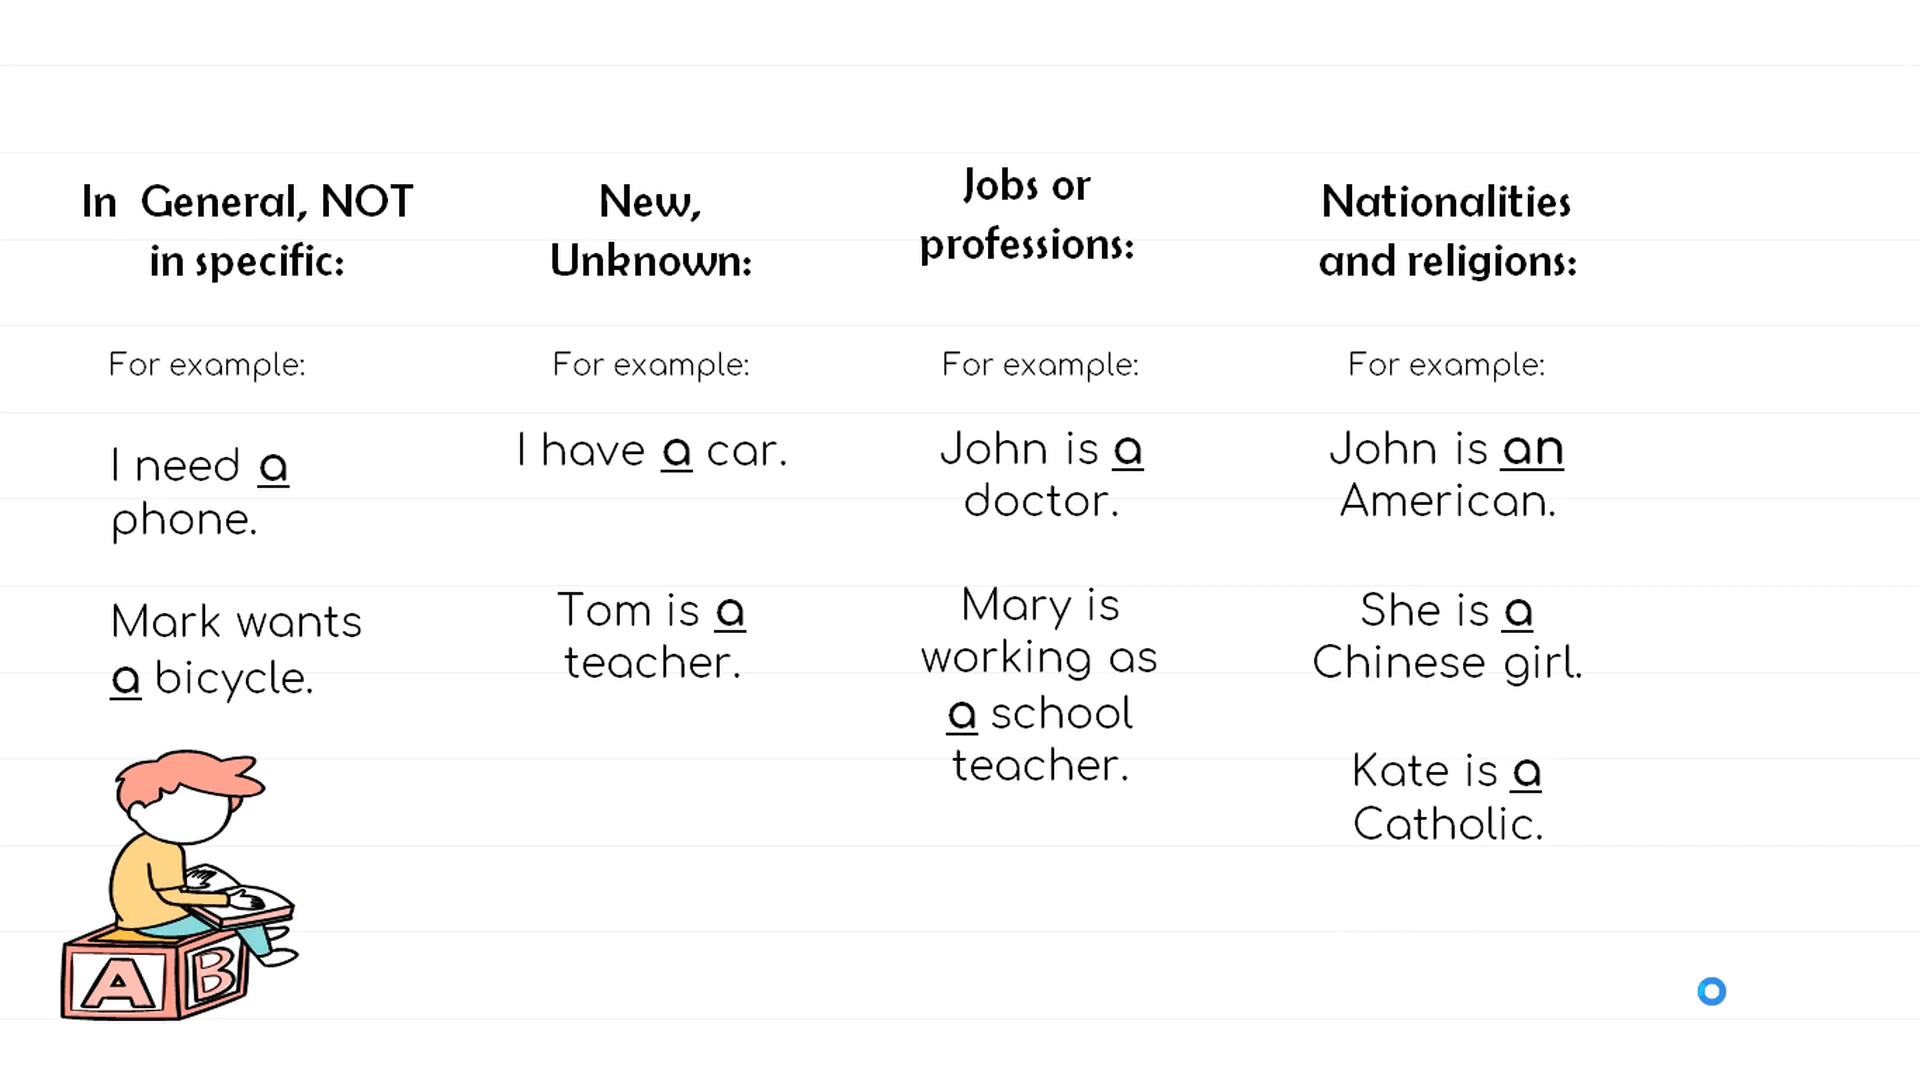 In General, NOT
in specific:
For example:
I need a
phone.
Mark wants
a bicycle.
New,
Unknown:
For example:
I have a car.
Tom is a
teacher.
Jobs or
professions:
For example:
John is a
doctor.
Mary is
working as
a school
teacher.
Nationalities
and religions:
For example:
John is an
American.
She is a
Chinese girl.
Kate is a
Catholic.
A B